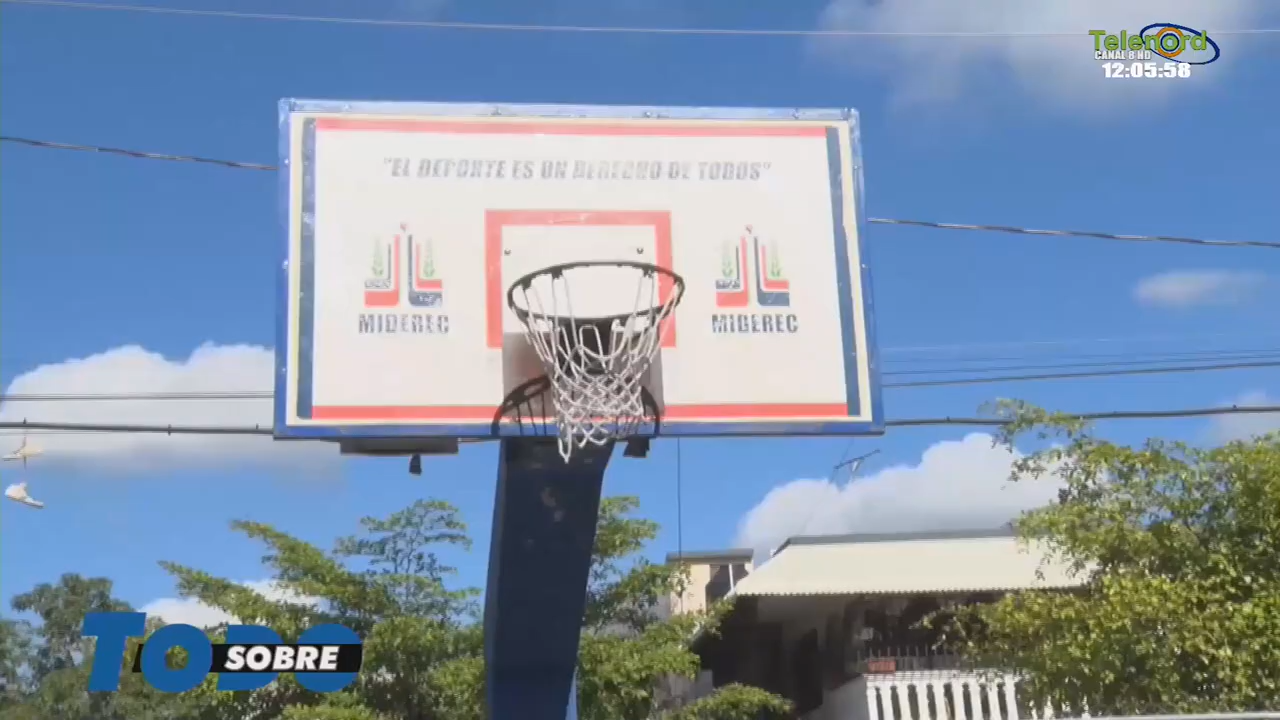 Telenord
CANAL 8 HD
12:05:58
"EL DEPORTE ES UN DERECHO DE TODOS"
MIDEREC
MIDEREC
TODO
SOBRE